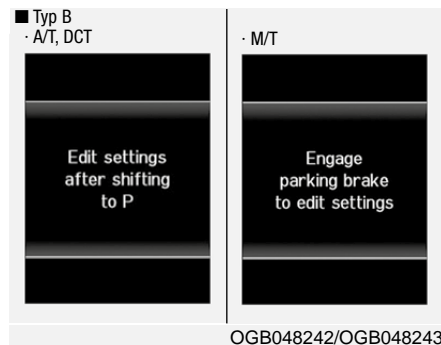 ■ Typ B
· A/T, DCT
Edit settings
after shifting
to P
· M/T
Engage
parking brake
to edit settings
OGB048242/OGB048243